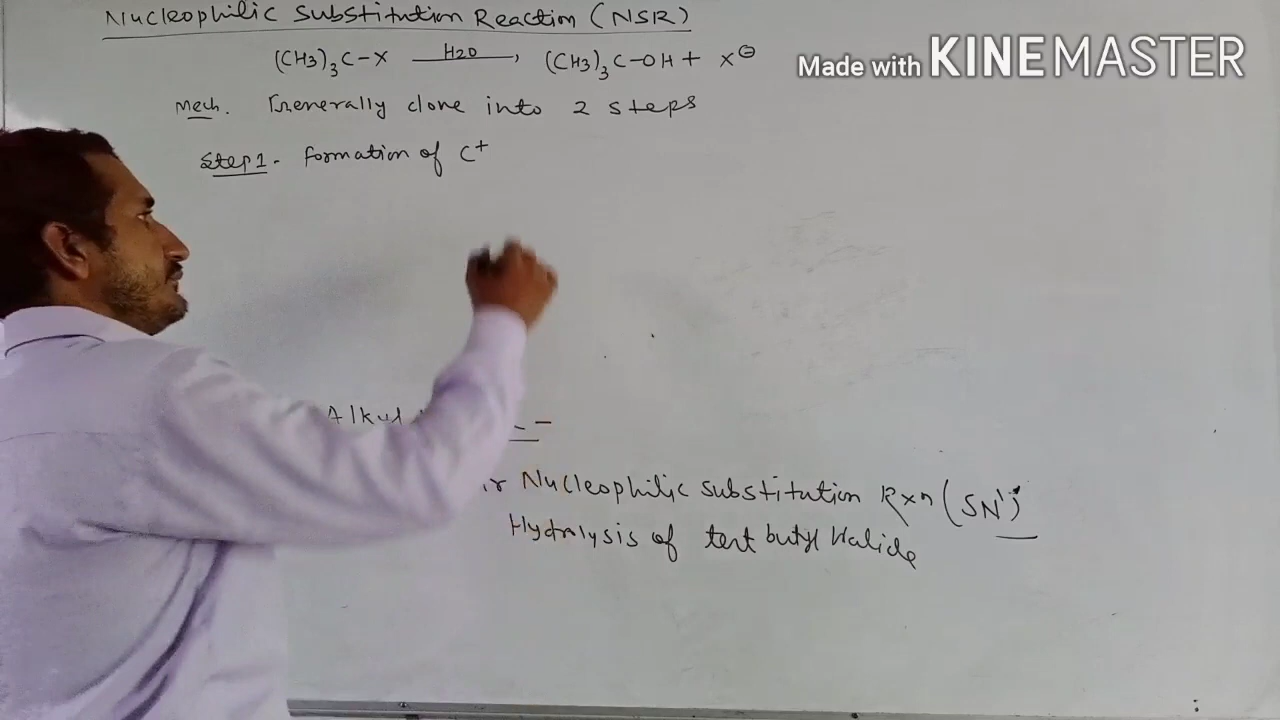 Nucleophilic Substitution Reaction (NSR)
(CH3)3C-X H2O → (CH3)3C-OH + X⊖
Made with KINEMASTER
Mech. Generally done into 2 steps
Step 1. formation of C+
Nucleophilic substitution Rxn (SN1)
Hydrolysis of tert butyl Halide